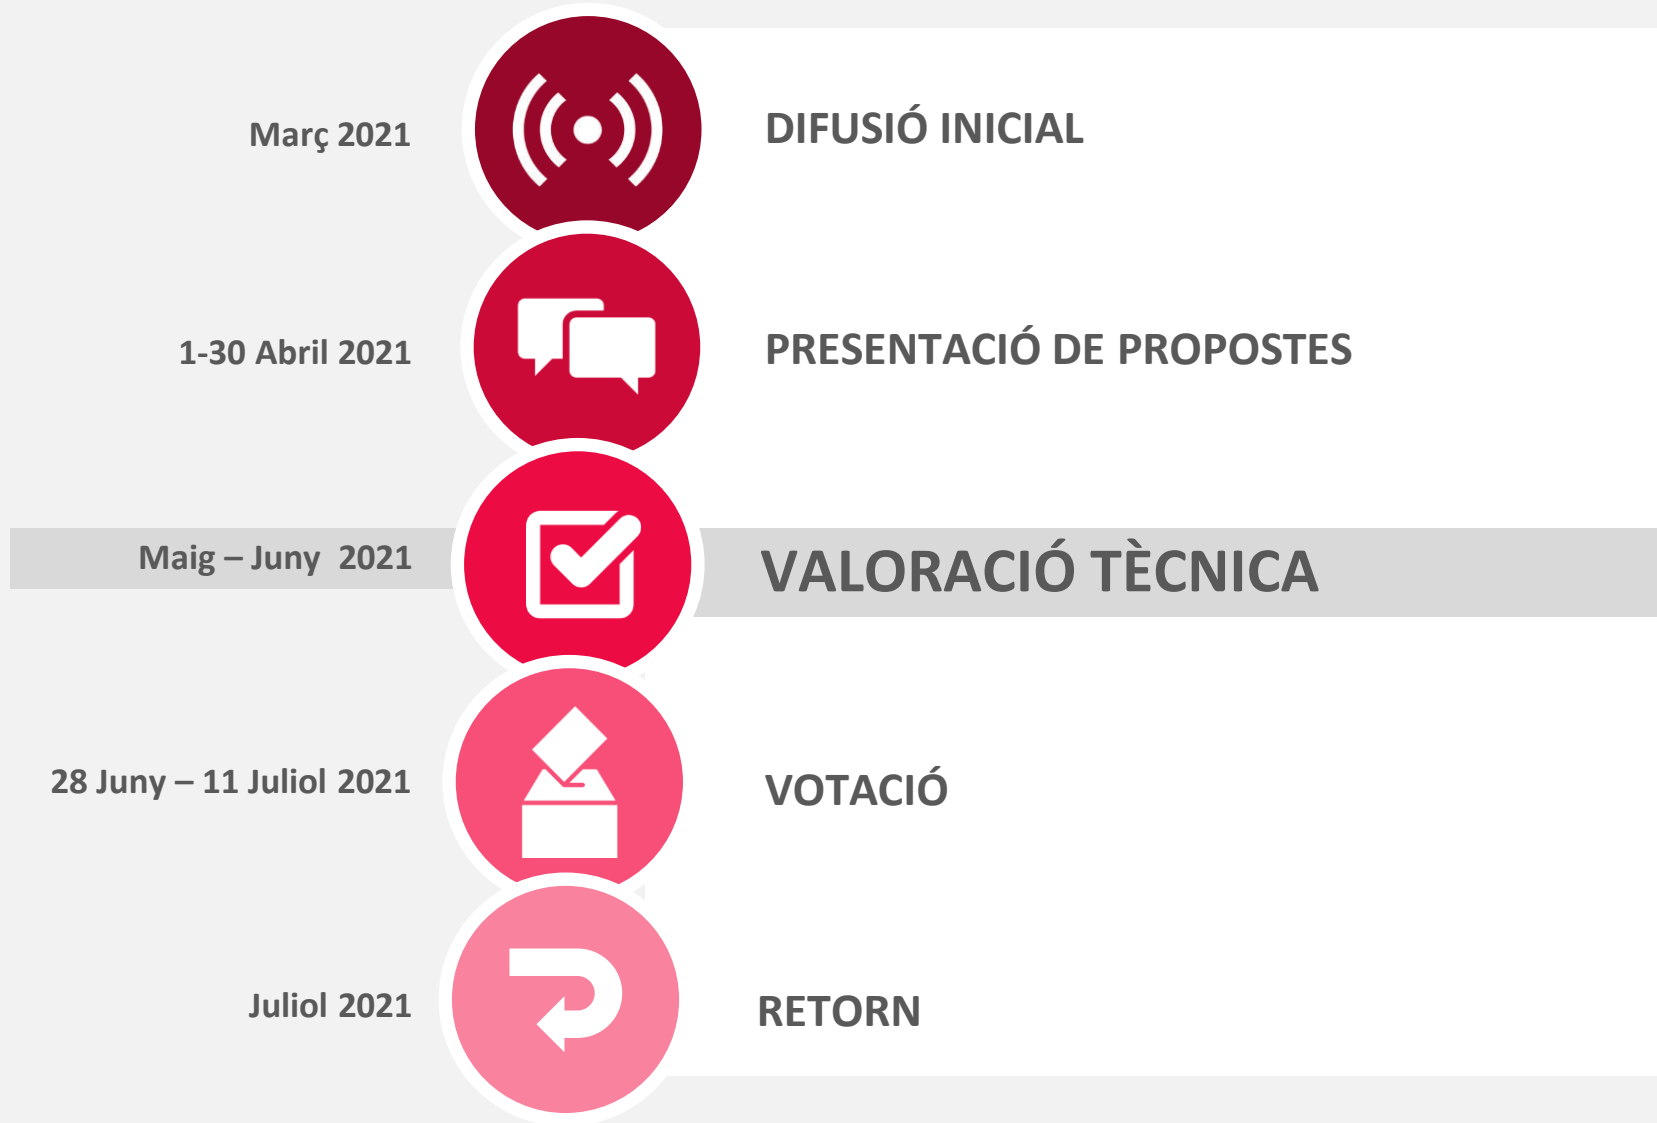 Març 2021
DIFUSIÓ INICIAL
1-30 Abril 2021
PRESENTACIÓ DE PROPOSTES
Maig – Juny 2021
VALORACIÓ TÈCNICA
28 Juny – 11 Juliol 2021
VOTACIÓ
Juliol 2021
RETORN